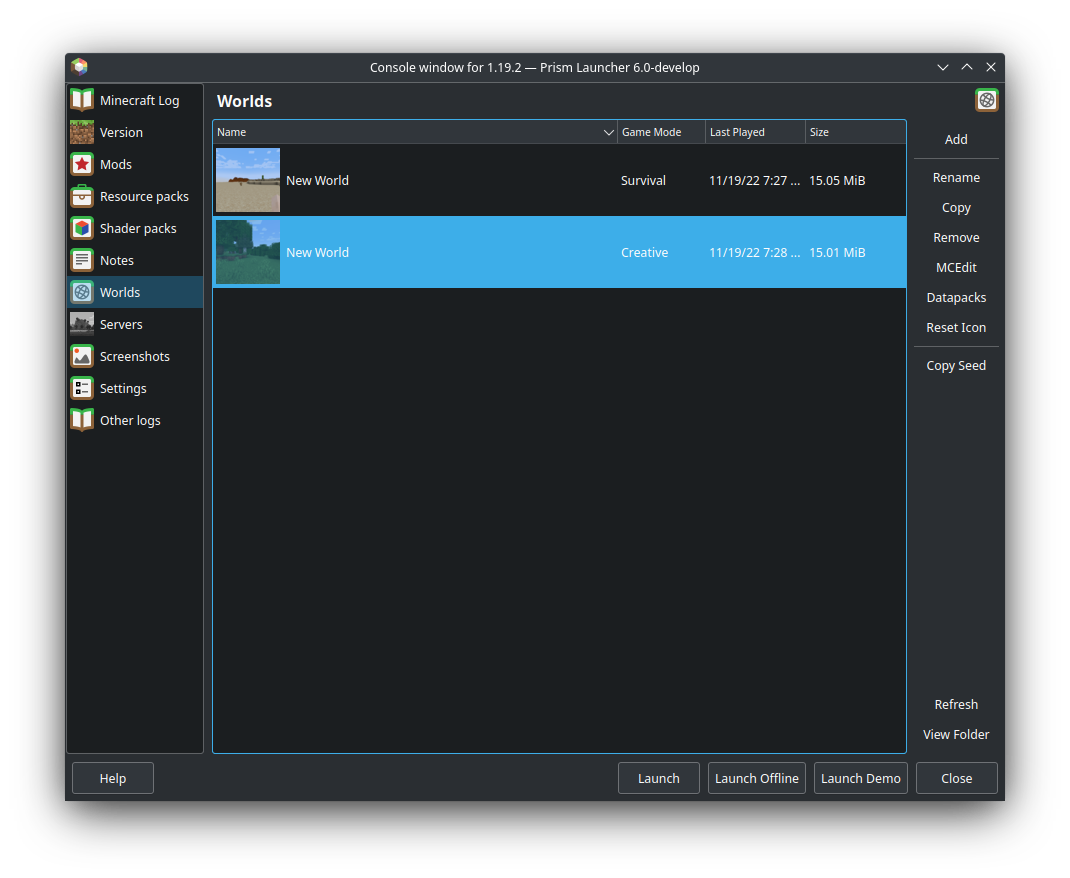 Console window for 1.19.2 — Prism Launcher 6.0-develop
Minecraft Log
Version
Mods
Resource packs
Shader packs
Notes
Worlds
Servers
Screenshots
Settings
Other logs
Worlds
Name Game Mode Last Played Size
New World Survival 11/19/22 7:27 ... 15.05 MiB
New World Creative 11/19/22 7:28 ... 15.01 MiB
Add
Rename
Copy
Remove
MCEdit
Datapacks
Reset Icon
Copy Seed
Refresh
View Folder
Help Launch Launch Offline Launch Demo Close